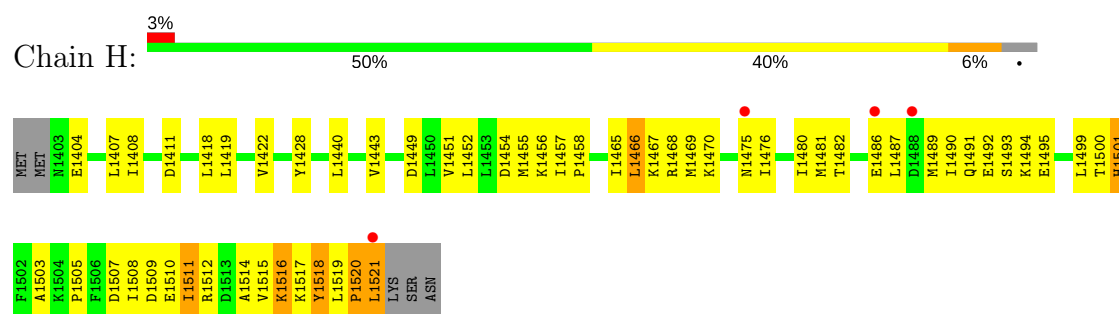 3%
Chain H:
50% 40% 6% •
MET MET N1403 E1404 L1407 I1408 D1411 L1418 L1419 V1422 Y1428 L1440 V1443 D1449 L1450 V1451 L1452 L1453 D1454 M1455 K1456 I1457 P1458 I1465 L1466 K1467 R1468 M1469 K1470 N1475 I1476 I1480 M1481 T1482 E1486 L1487 D1488 M1489 I1490 Q1491 E1492 S1493 K1494 E1495 L1499 T1500 H1501
F1502 A1503 K1504 P1505 F1506 D1507 I1508 D1509 E1510 I1511 R1512 D1513 A1514 V1515 K1516 K1517 Y1518 L1519 P1520 L1521 LYS SER ASN